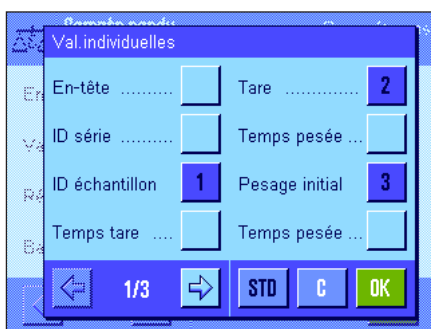 Val.individuelles
En-tête ..........
Tare .............. 2
ID série ..........
Temps pesée ...
ID échantillon 1
Pesage initial 3
Temps tare ....
Temps pesée ...
1/3
STD
C
OK